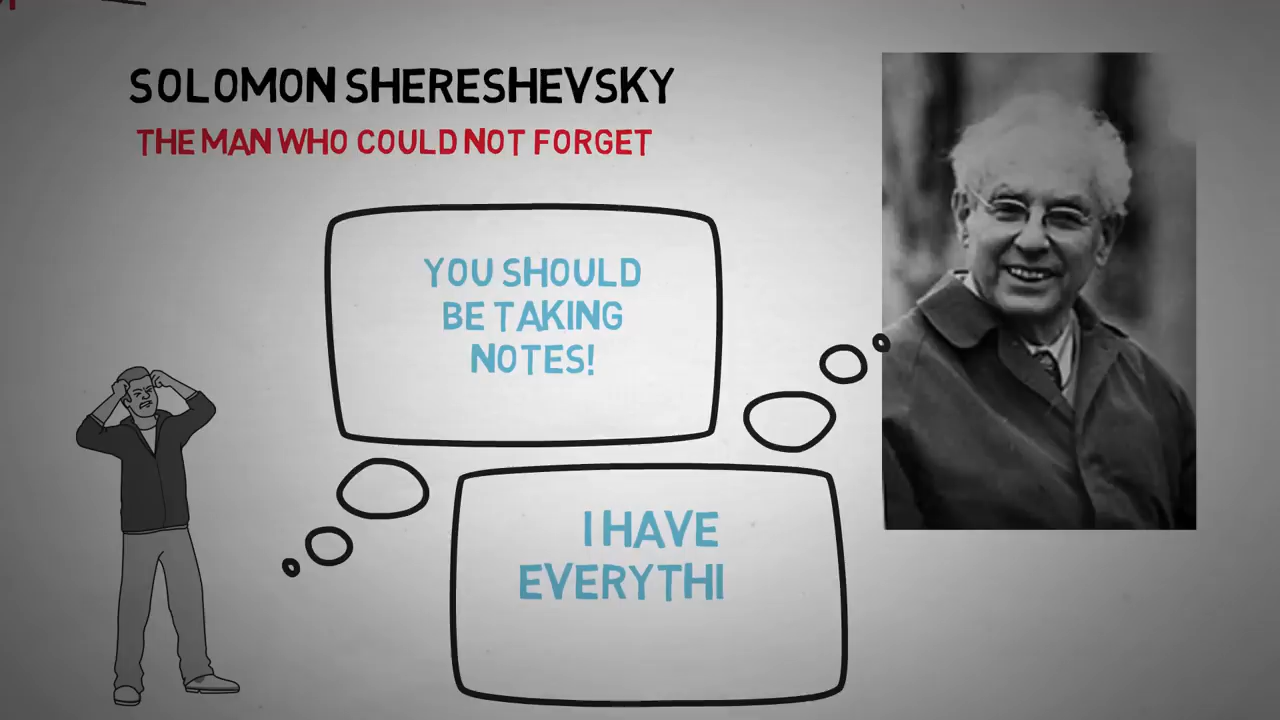 SOLOMON SHERESHEVSKY
THE MAN WHO COULD NOT FORGET
YOU SHOULD
BE TAKING
NOTES!
I HAVE
EVERYTHI